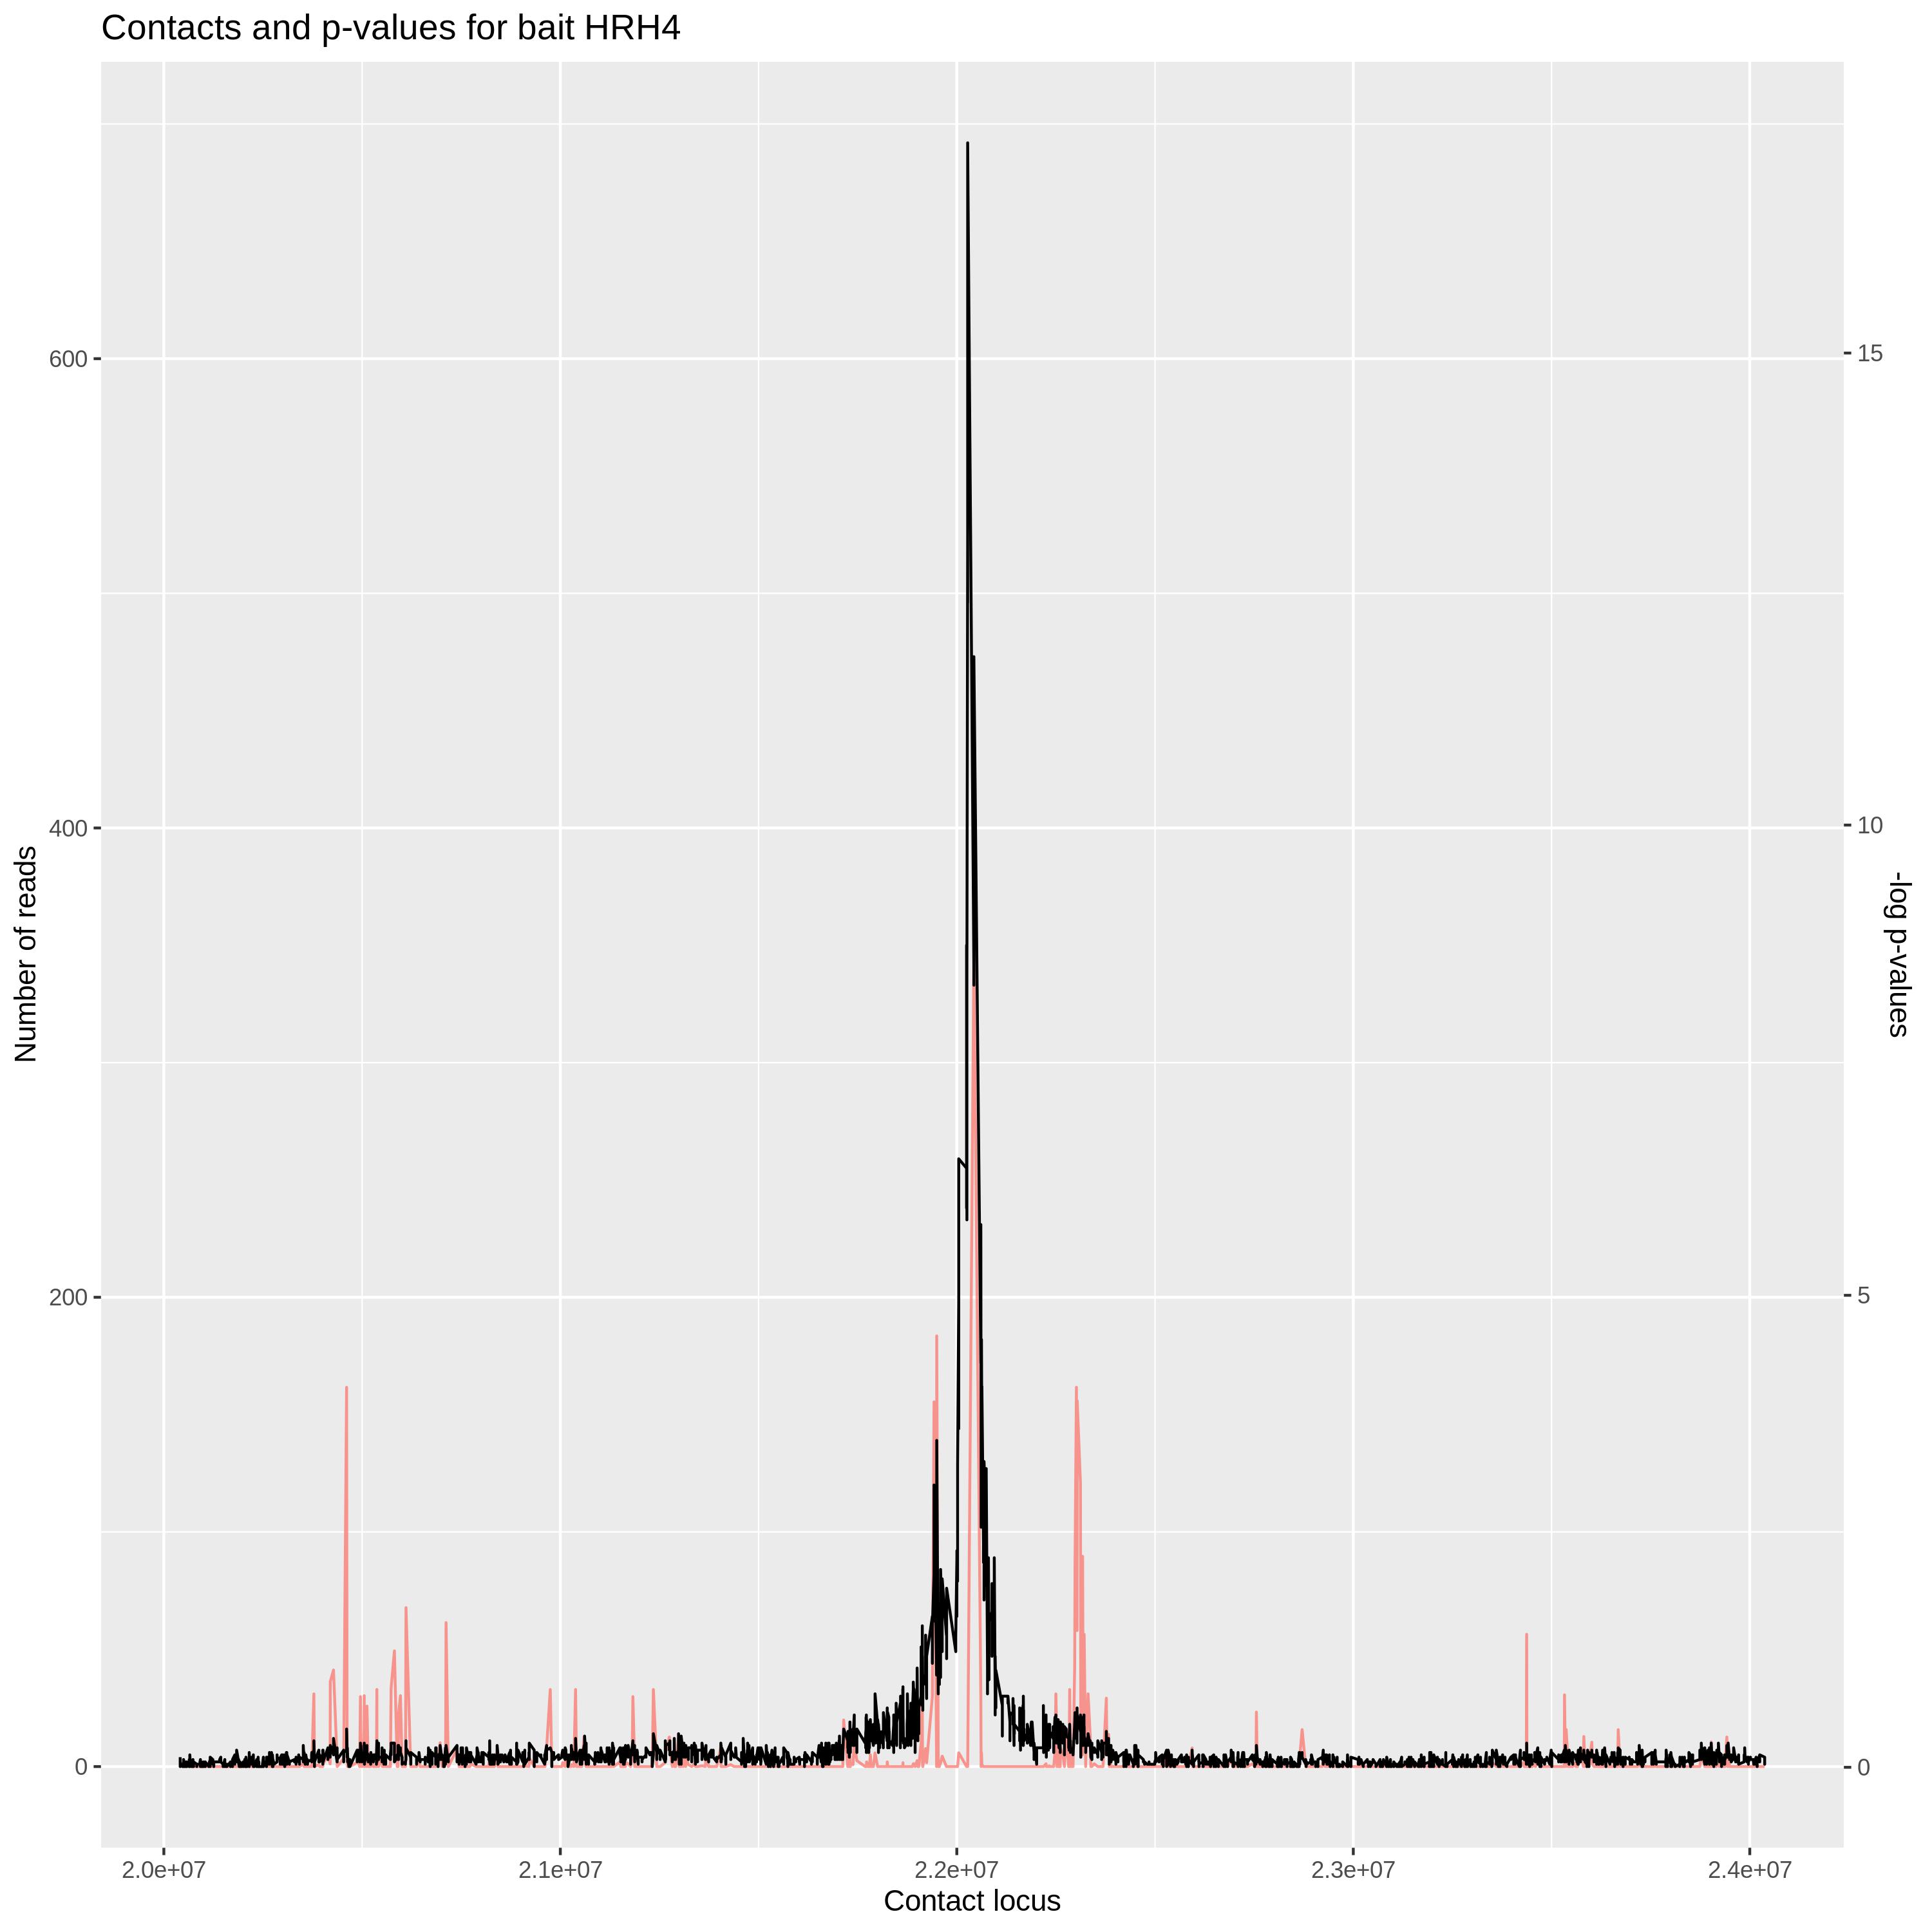 Contacts and p-values for bait HRH4
600
400
200
0
Number of reads
15
10
5
0
-log p-values
2.0e+07
2.1e+07
2.2e+07
2.3e+07
2.4e+07
Contact locus